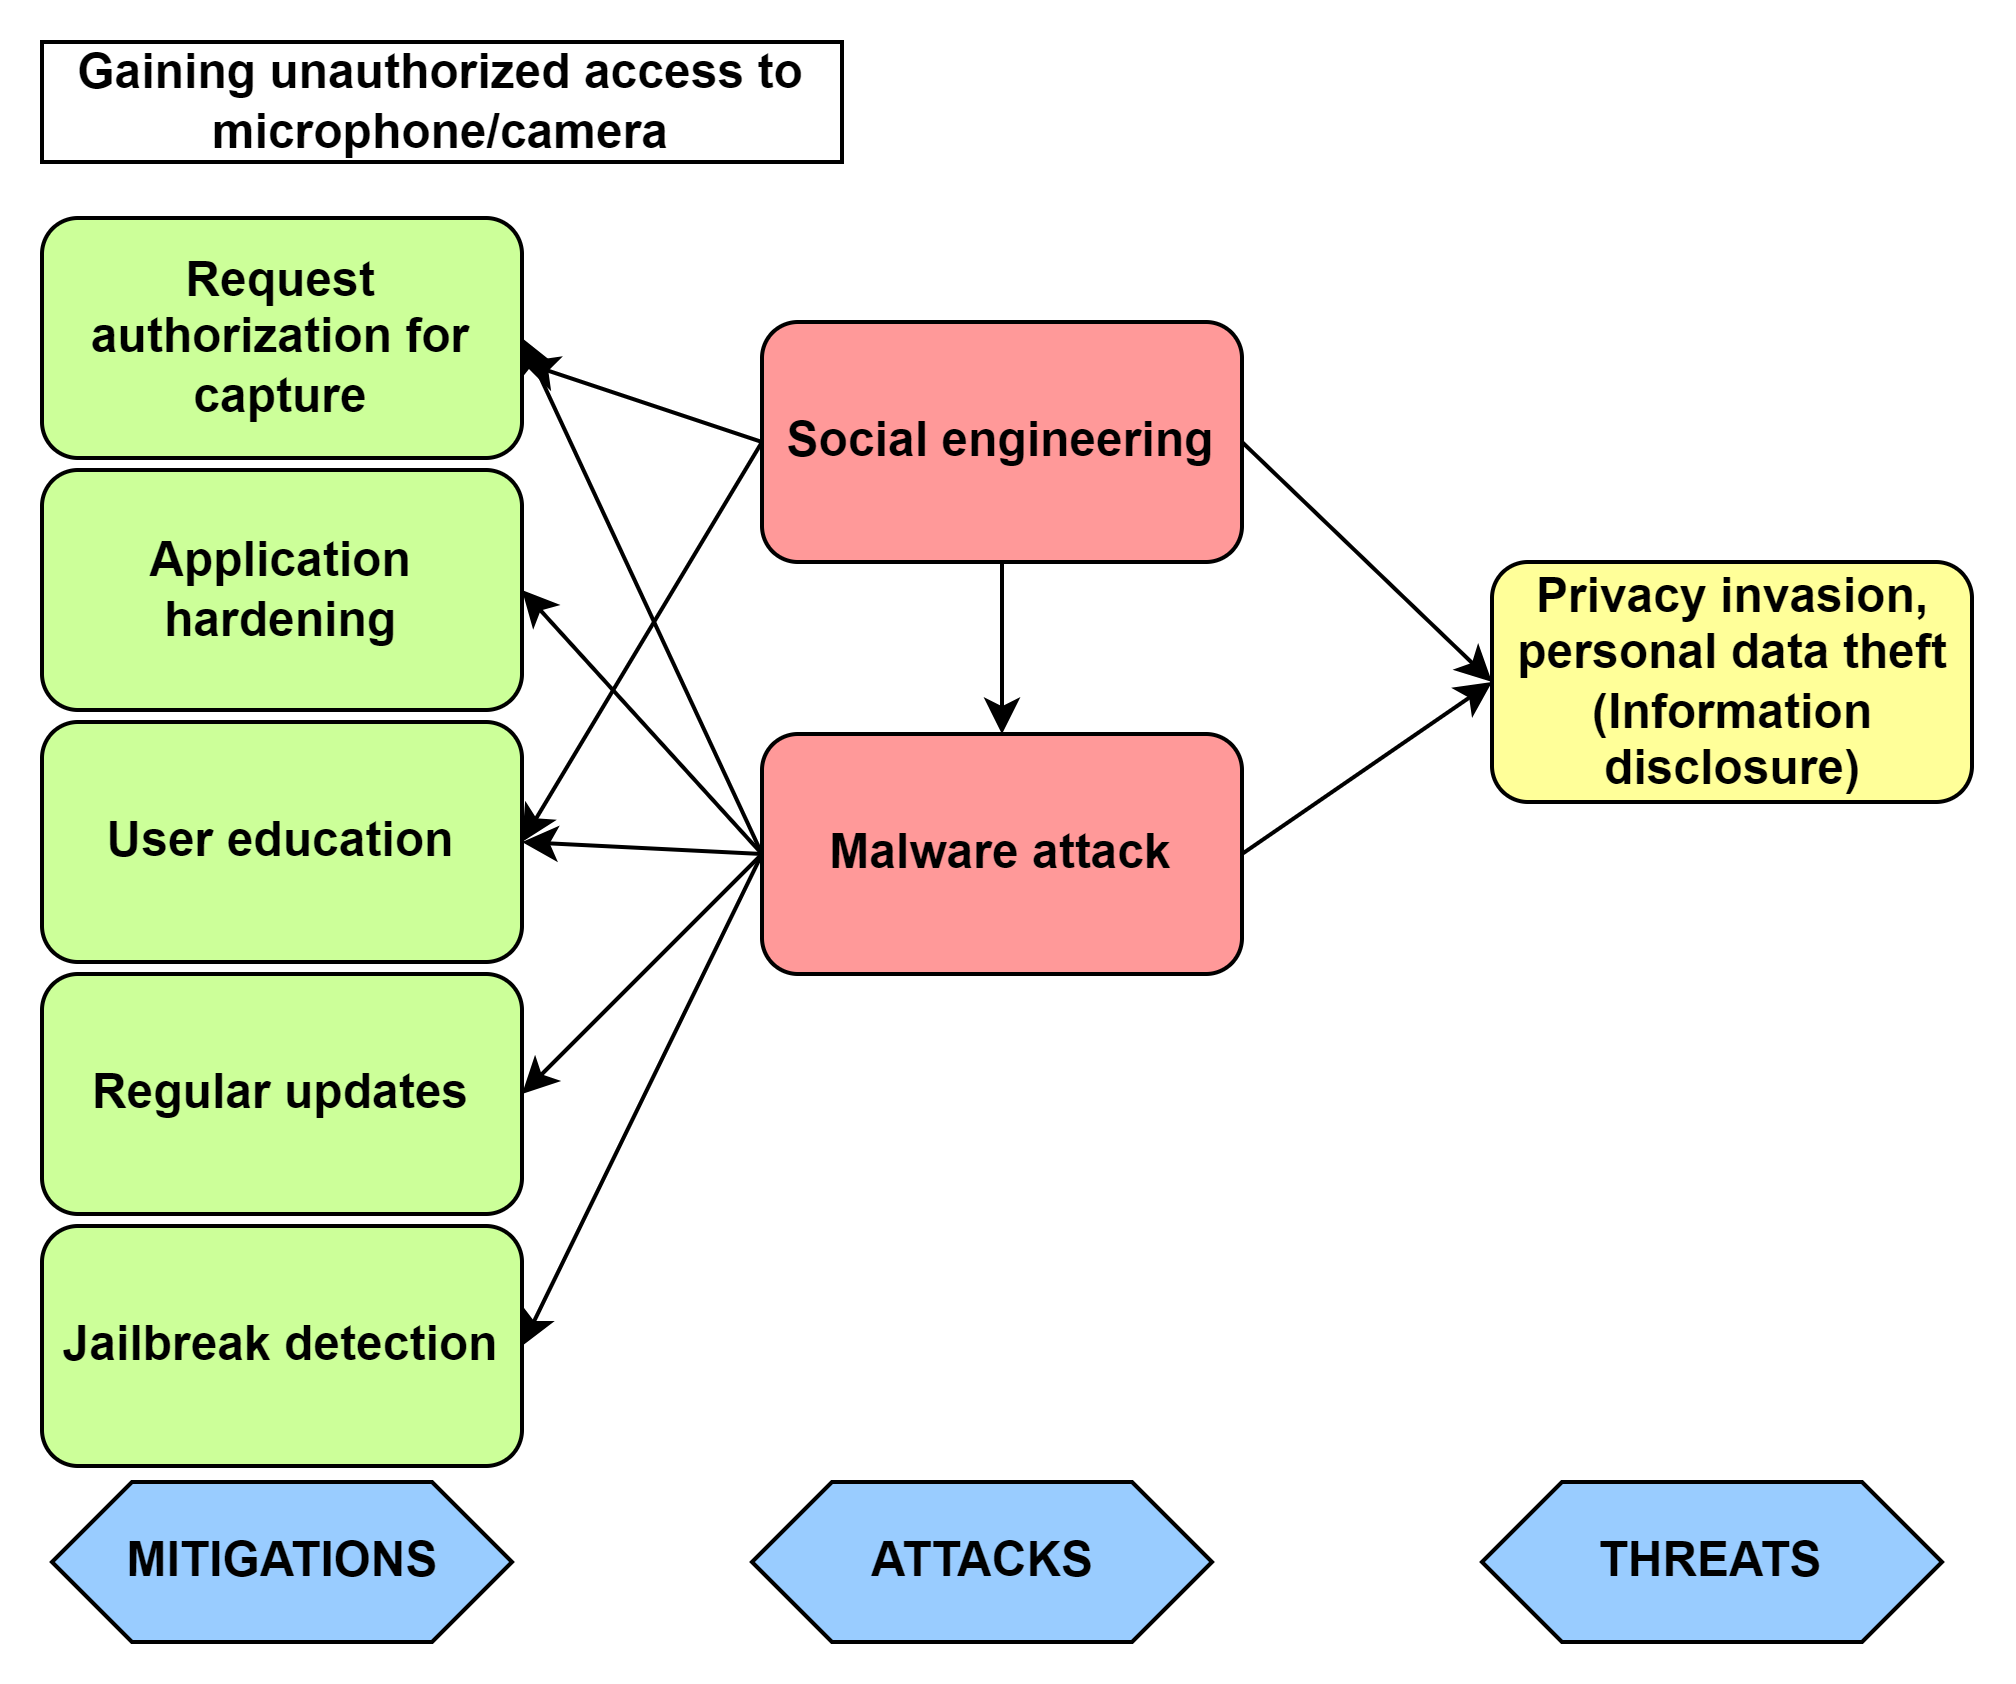 Gaining unauthorized access to
microphone/camera
Request
authorization for
capture
Application
hardening
User education
Regular updates
Jailbreak detection
Social engineering
Malware attack
Privacy invasion,
personal data theft
(Information
disclosure)
MITIGATIONS
ATTACKS
THREATS